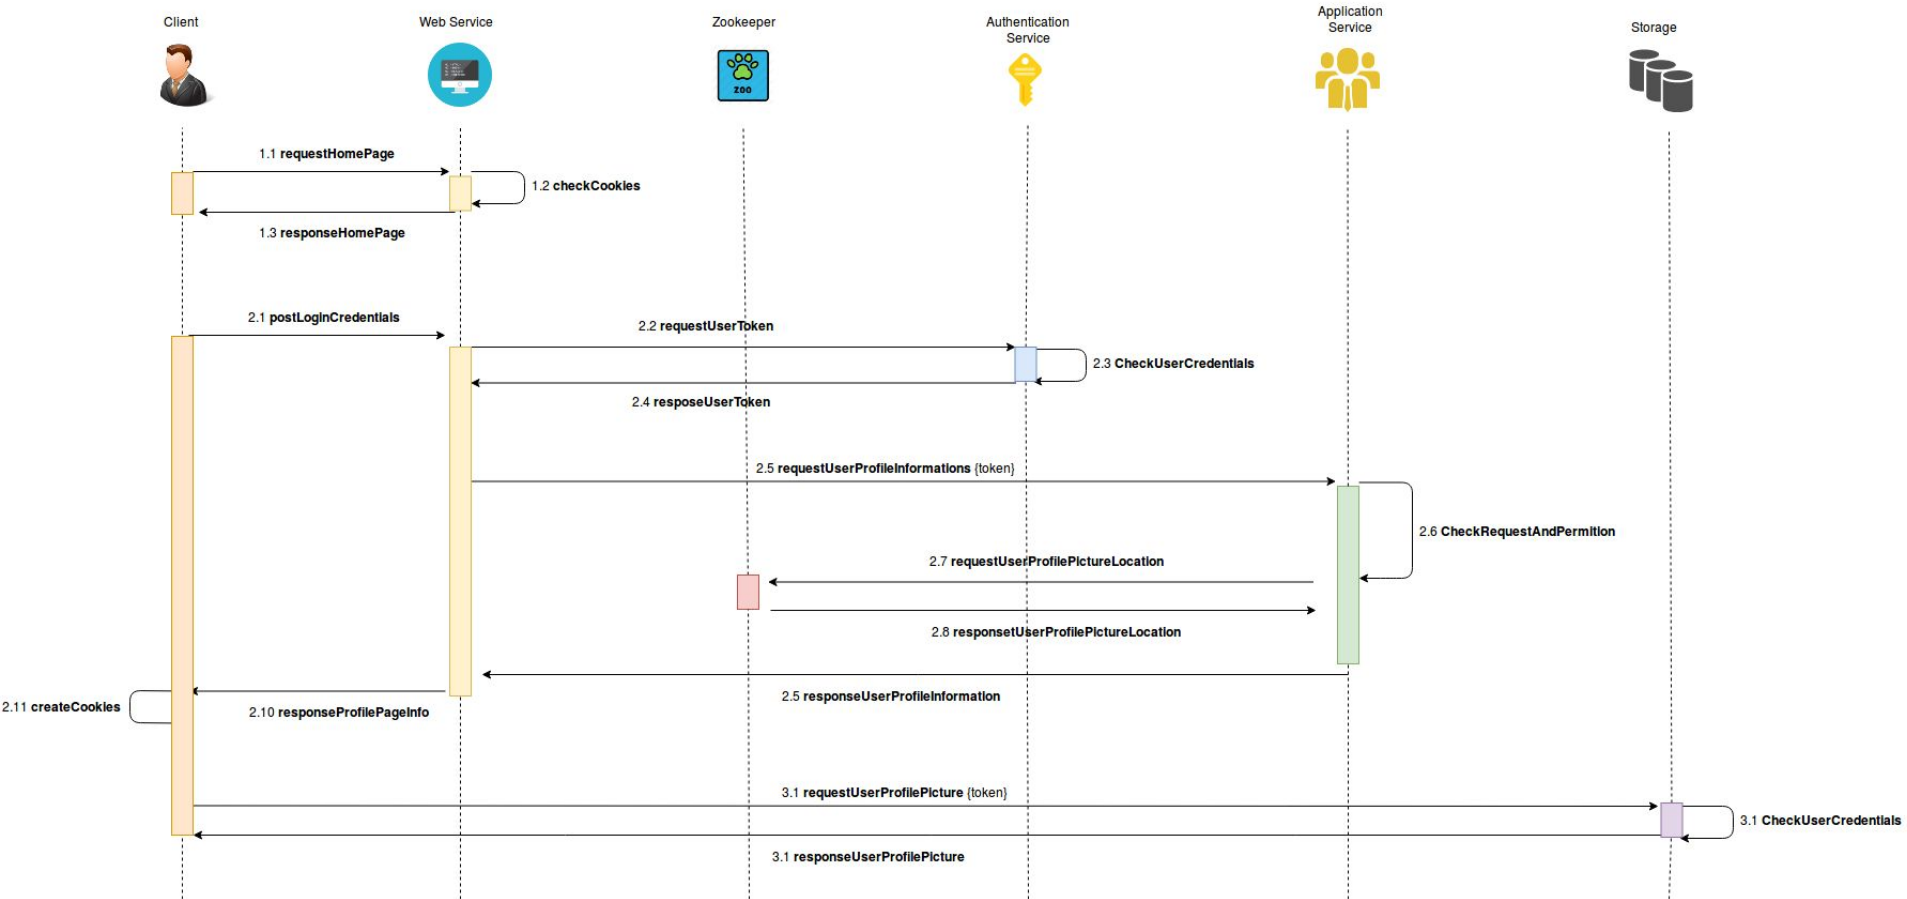 Client
Web Service
Zookeeper
Authentication
Service
Application
Service
Storage
ZOO
1.1 requestHomePage
1.2 checkCookies
1.3 responseHomePage
2.1 postLoginCredentials
2.2 requestUserToken
2.3 CheckUserCredentials
2.4 resposeUserToken
2.5 requestUserProfileInformations {token}
2.6 CheckRequestAndPermition
2.7 requestUserProfilePictureLocation
2.8 responsetUserProfilePictureLocation
2.5 responseUserProfileInformation
2.11 createCookies
2.10 responseProfilePageInfo
3.1 requestUserProfilePicture {token}
3.1 CheckUserCredentials
3.1 responseUserProfilePicture